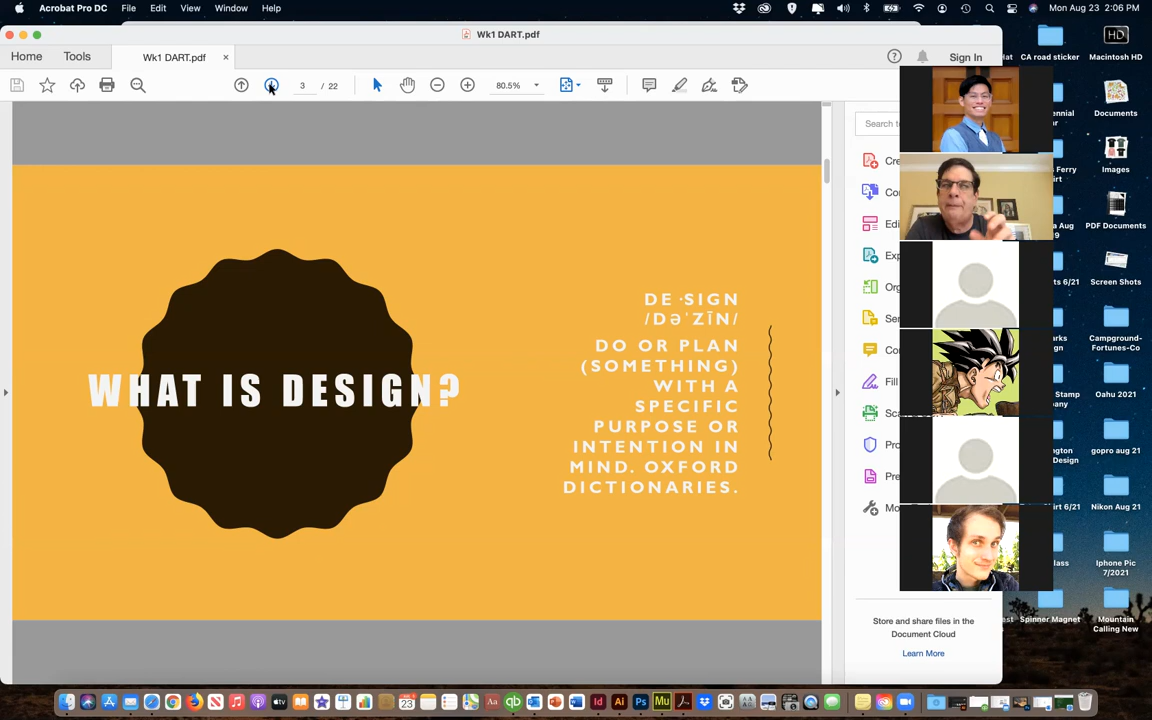 Acrobat Pro DC File Edit View Window Help
Mon Aug 23 2:06 PM
Wk1 DART.pdf
Home Tools Wk1 DART.pdf ×
Sign In
3 / 22
80.5%
WHAT IS DESIGN?
DE·SIGN
/DƏˈZĪN/
DO OR PLAN
(SOMETHING)
WITH A
SPECIFIC
PURPOSE OR
INTENTION IN
MIND. OXFORD
DICTIONARIES.
Search to
Store and share files in the
Document Cloud
Learn More
CA road sticker
HD
Macintosh HD
Documents
Images
PDF Documents
Screen Shots
Campground-
Fortunes-Co
Oahu 2021
gopro aug 21
Nikon Aug 21
Iphone Pic
7/2021
Spinner Magnet
Mountain
Calling New